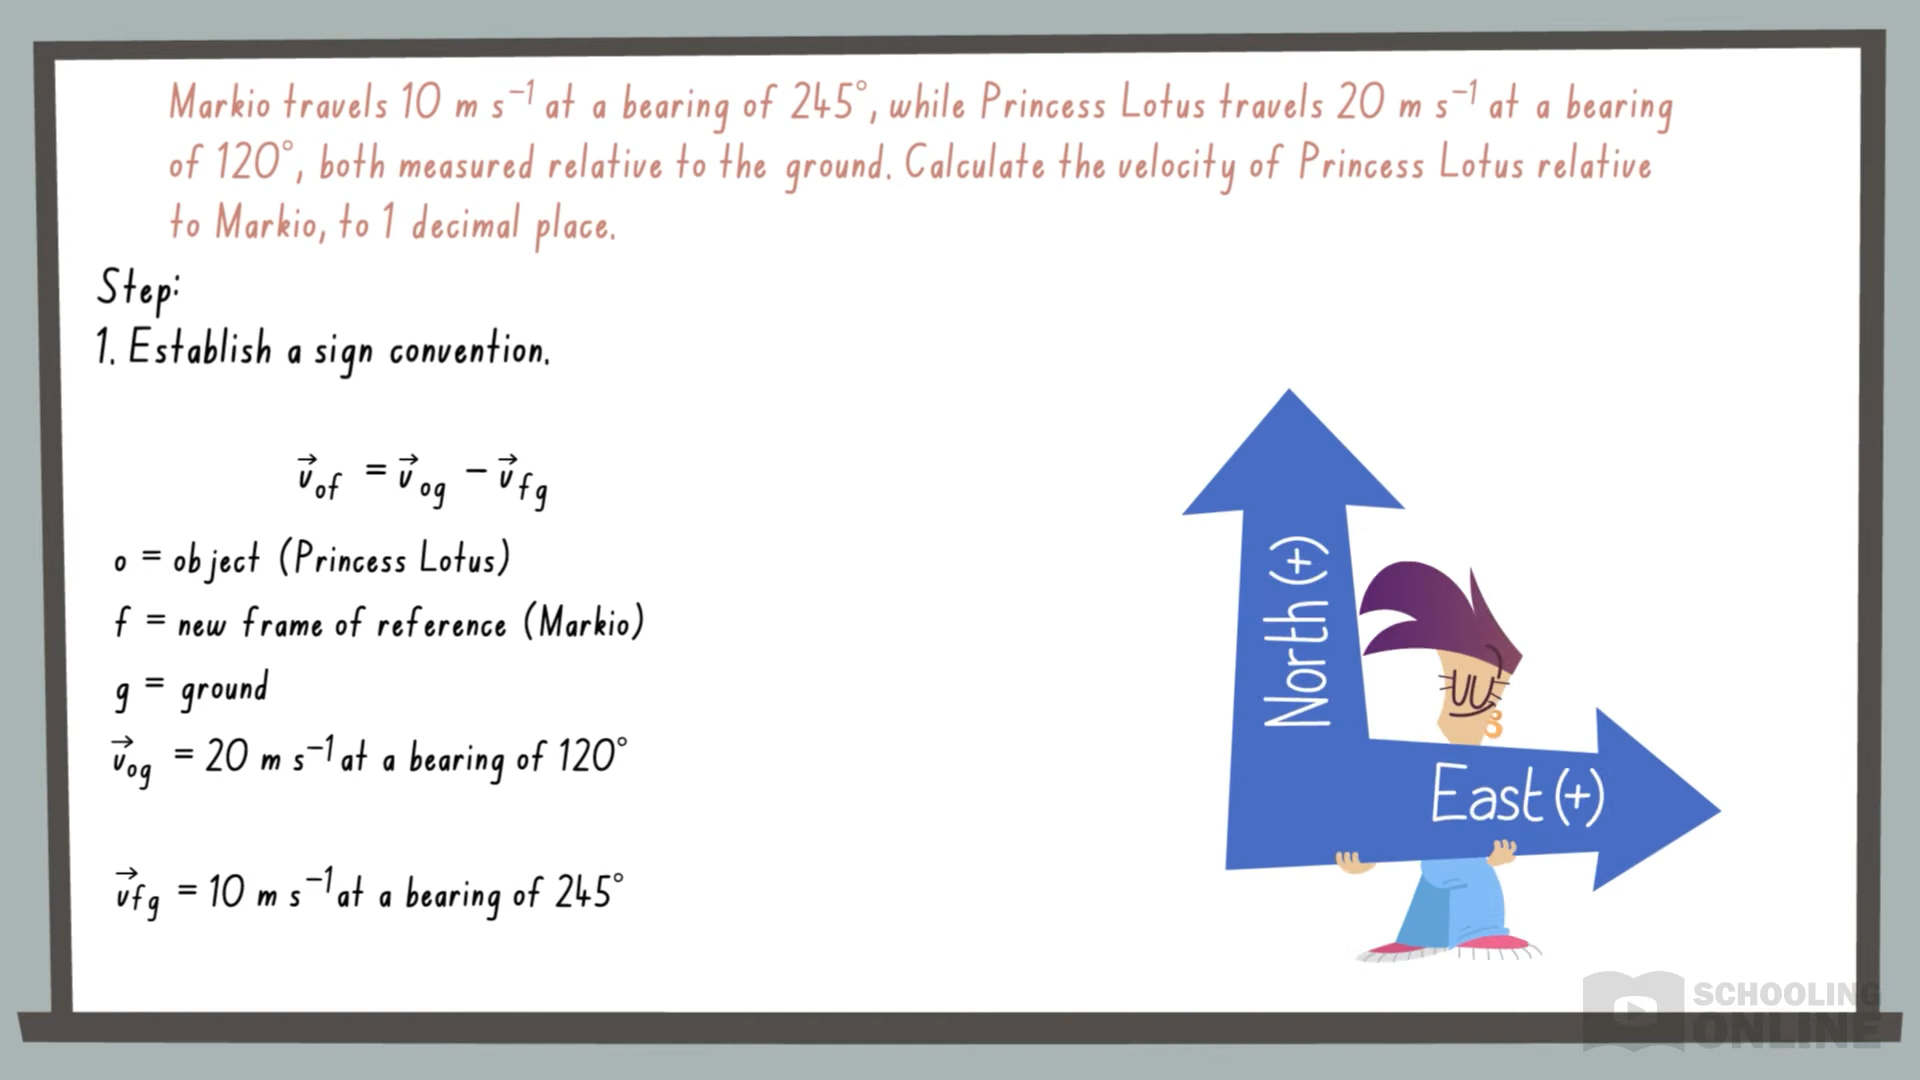 Markio travels 10 m s⁻¹ at a bearing of 245°, while Princess Lotus travels 20 m s⁻¹ at a bearing
of 120°, both measured relative to the ground. Calculate the velocity of Princess Lotus relative
to Markio, to 1 decimal place.
Step:
1. Establish a sign convention.
v⃗of = v⃗og − v⃗fg
o = object (Princess Lotus)
f = new frame of reference (Markio)
g = ground
v⃗og = 20 m s⁻¹ at a bearing of 120°
v⃗fg = 10 m s⁻¹ at a bearing of 245°
North (+)
East (+)
SCHOOLING
ONLINE